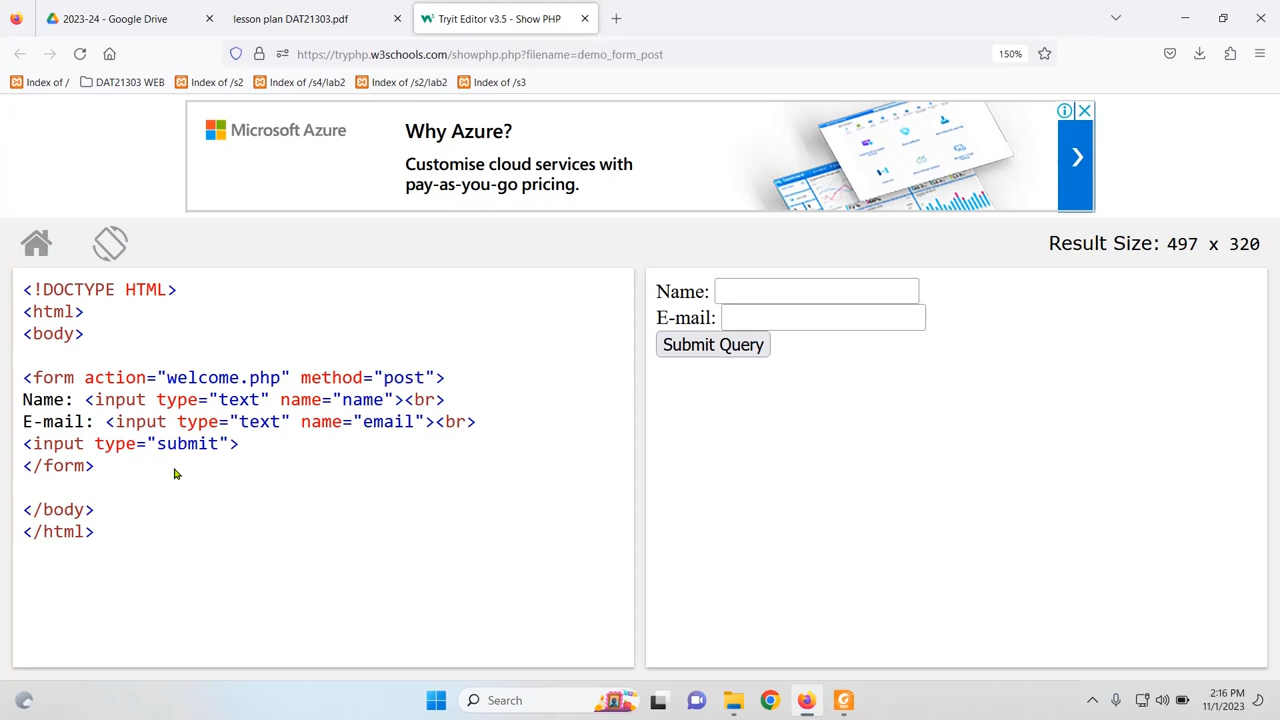 2023-24 - Google Drive
lesson plan DAT21303.pdf
Tryit Editor v3.5 - Show PHP
https://tryphp.w3schools.com/showphp.php?filename=demo_form_post
150%
Index of /
DAT21303 WEB
Index of /s2
Index of /s4/lab2
Index of /s2/lab2
Index of /s3
Microsoft Azure
Why Azure?
Customise cloud services with
pay-as-you-go pricing.
Result Size: 497 x 320
<!DOCTYPE HTML>
<html>
<body>
<form action="welcome.php" method="post">
Name: <input type="text" name="name"><br>
E-mail: <input type="text" name="email"><br>
<input type="submit">
</form>
</body>
</html>
Name:
E-mail:
Submit Query
Search
2:16 PM
11/1/2023